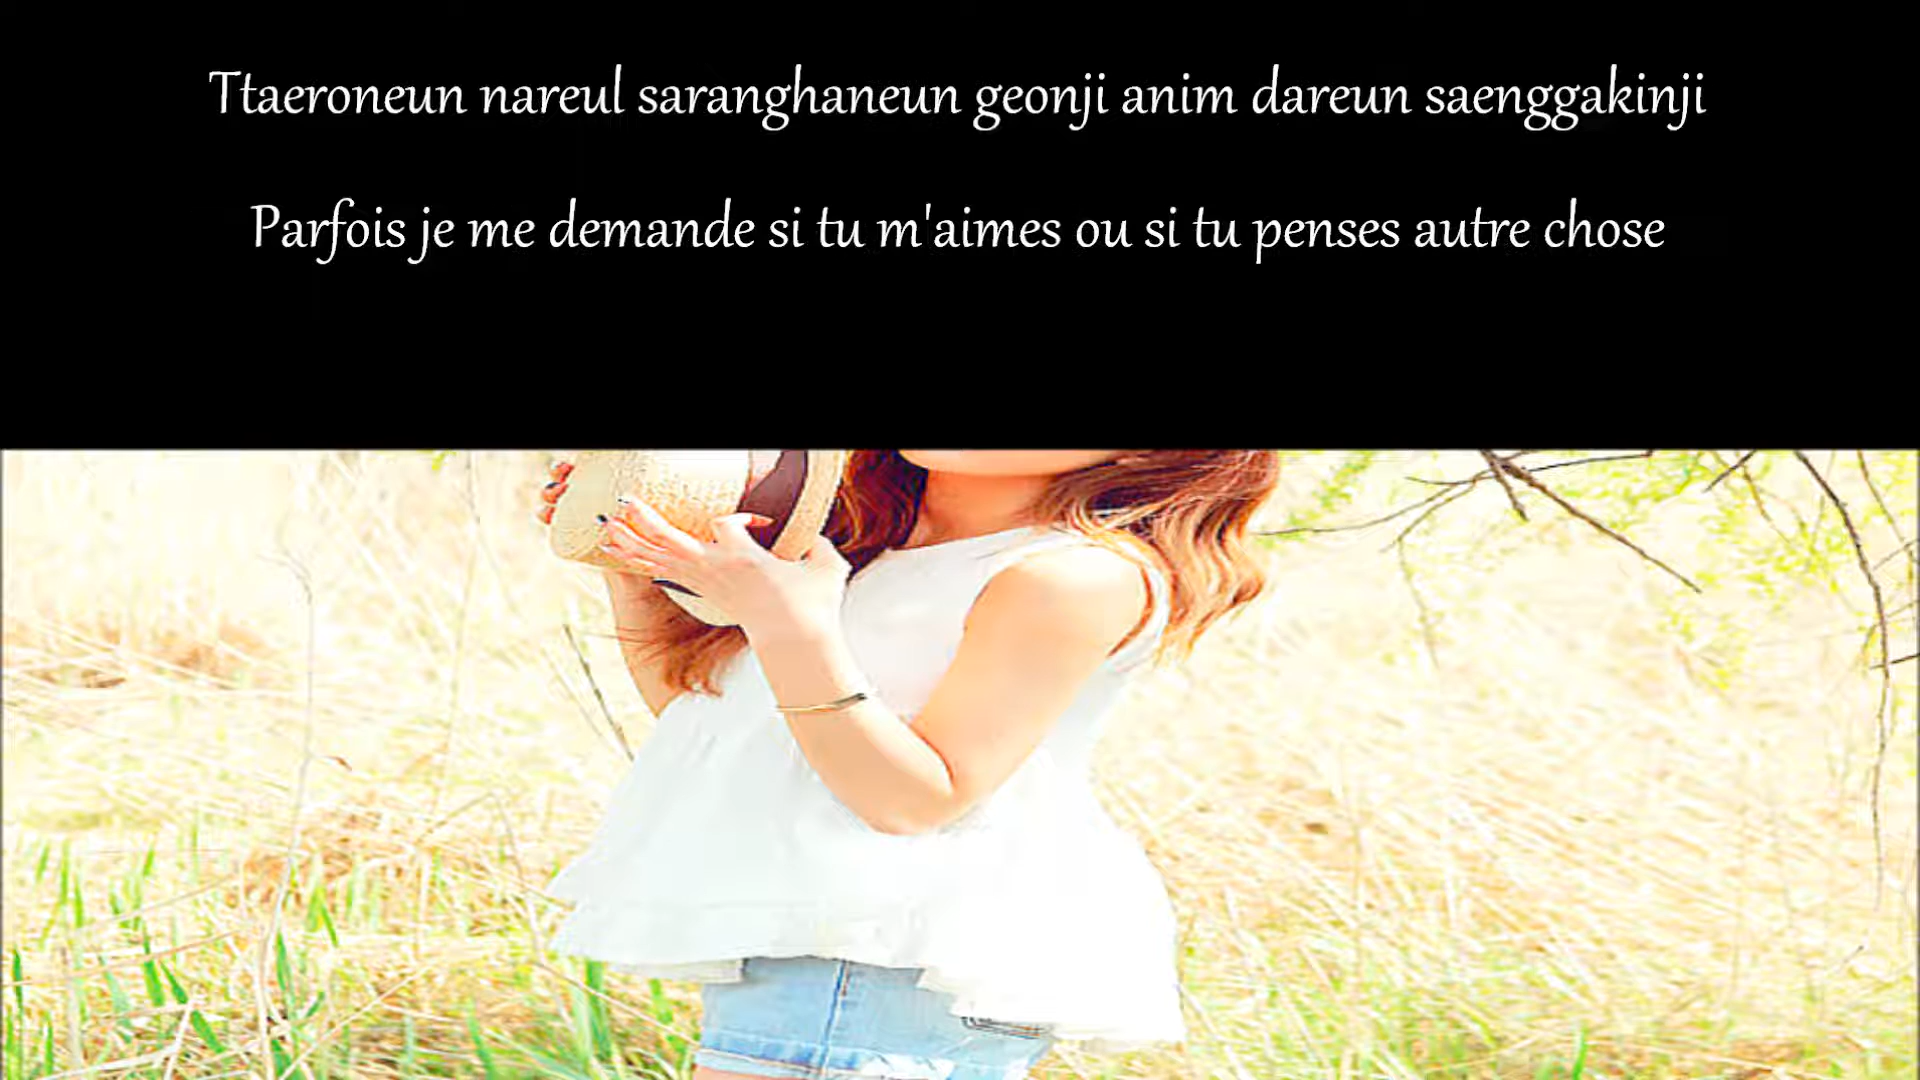 Ttaeroneun nareul saranghaneun geonji anim dareun saenggakinji
Parfois je me demande si tu m'aimes ou si tu penses autre chose